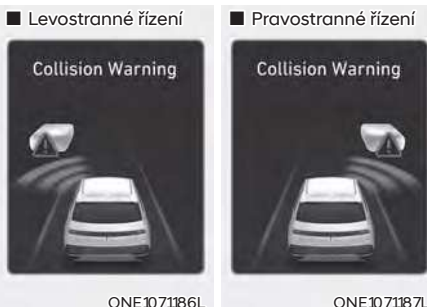 ■ Levostranné řízení
Collision Warning
ONE1071186L
■ Pravostranné řízení
Collision Warning
ONE1071187L